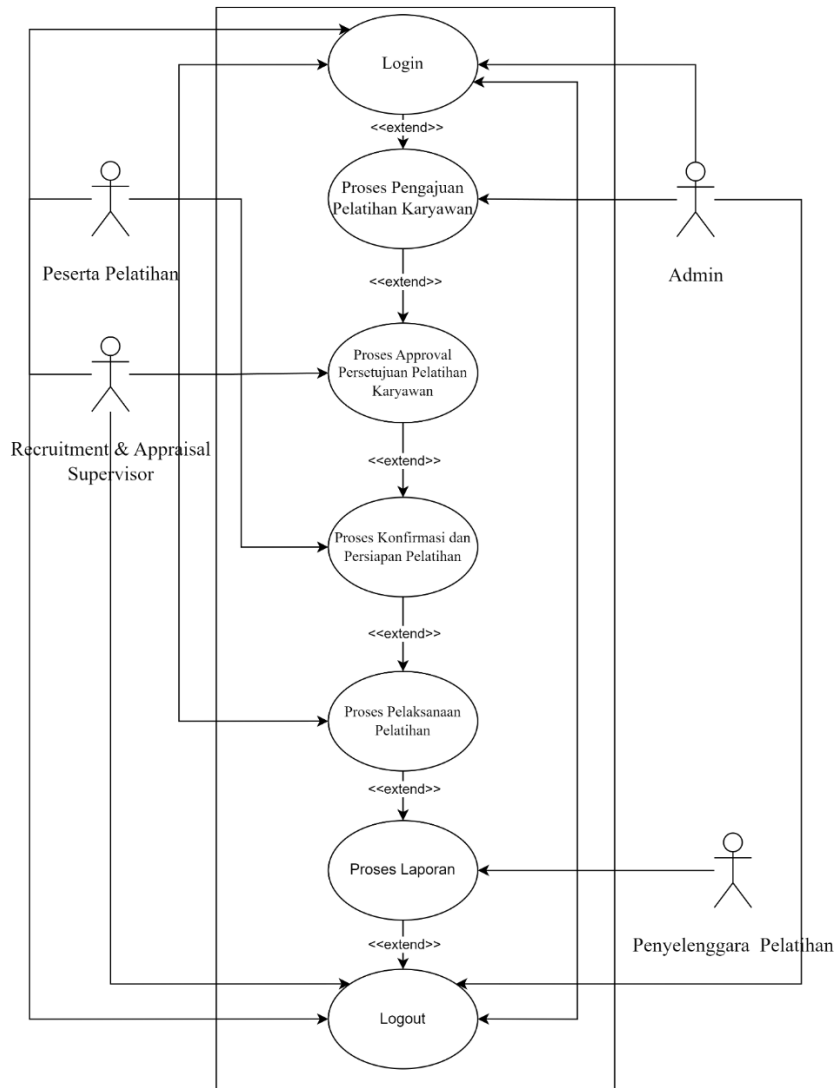 Login
<<extend>>
Proses Pengajuan
Pelatihan Karyawan
Peserta Pelatihan
Admin
<<extend>>
Proses Approval
Persetujuan Pelatihan
Karyawan
Recruitment & Appraisal
Supervisor
<<extend>>
Proses Konfirmasi dan
Persiapan Pelatihan
<<extend>>
Proses Pelaksanaan
Pelatihan
<<extend>>
Proses Laporan
Penyelenggara Pelatihan
<<extend>>
Logout